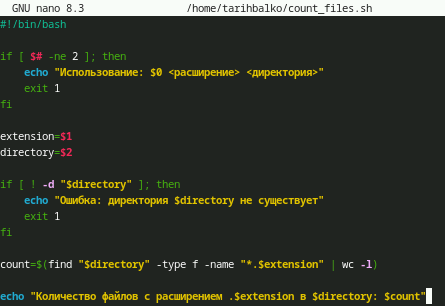 GNU nano 8.3 /home/tarihbalko/count_files.sh
#!/bin/bash
if [ $# -ne 2 ]; then
    echo "Использование: $0 <расширение> <директория>"
    exit 1
fi
extension=$1
directory=$2
if [ ! -d "$directory" ]; then
    echo "Ошибка: директория $directory не существует"
    exit 1
fi
count=$(find "$directory" -type f -name "*.$extension" | wc -l)
echo "Количество файлов с расширением .$extension в $directory: $count"